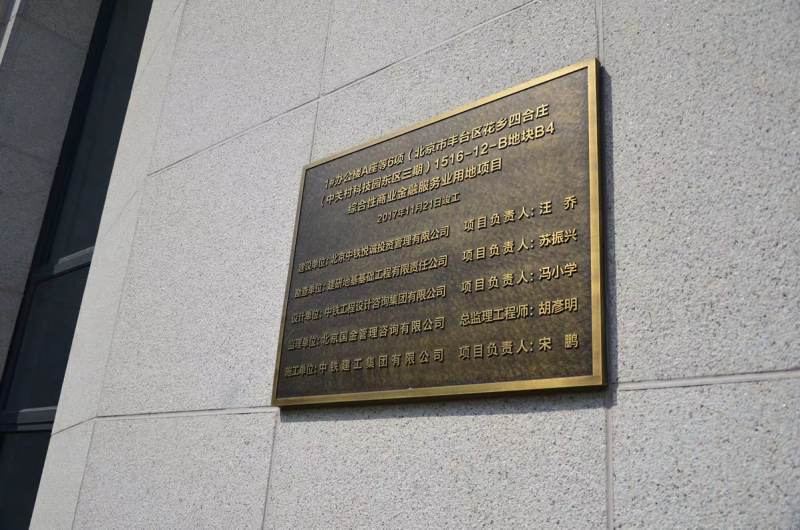 1#办公楼A座等6项（北京市丰台区花乡四合庄
（中关村科技园东区三期）1516-12-B地块B4
综合性商业金融服务业用地项目
2017年11月21日竣工
建设单位：北京中铁悦诚投资管理有限公司 项目负责人：汪 乔
勘查单位：建研地基基础工程有限责任公司 项目负责人：苏振兴
设计单位：中铁工程设计咨询集团有限公司 项目负责人：冯小学
监理单位：北京国金管理咨询有限公司 总监理工程师：胡彦明
施工单位：中铁建工集团有限公司 项目负责人：宋 鹏